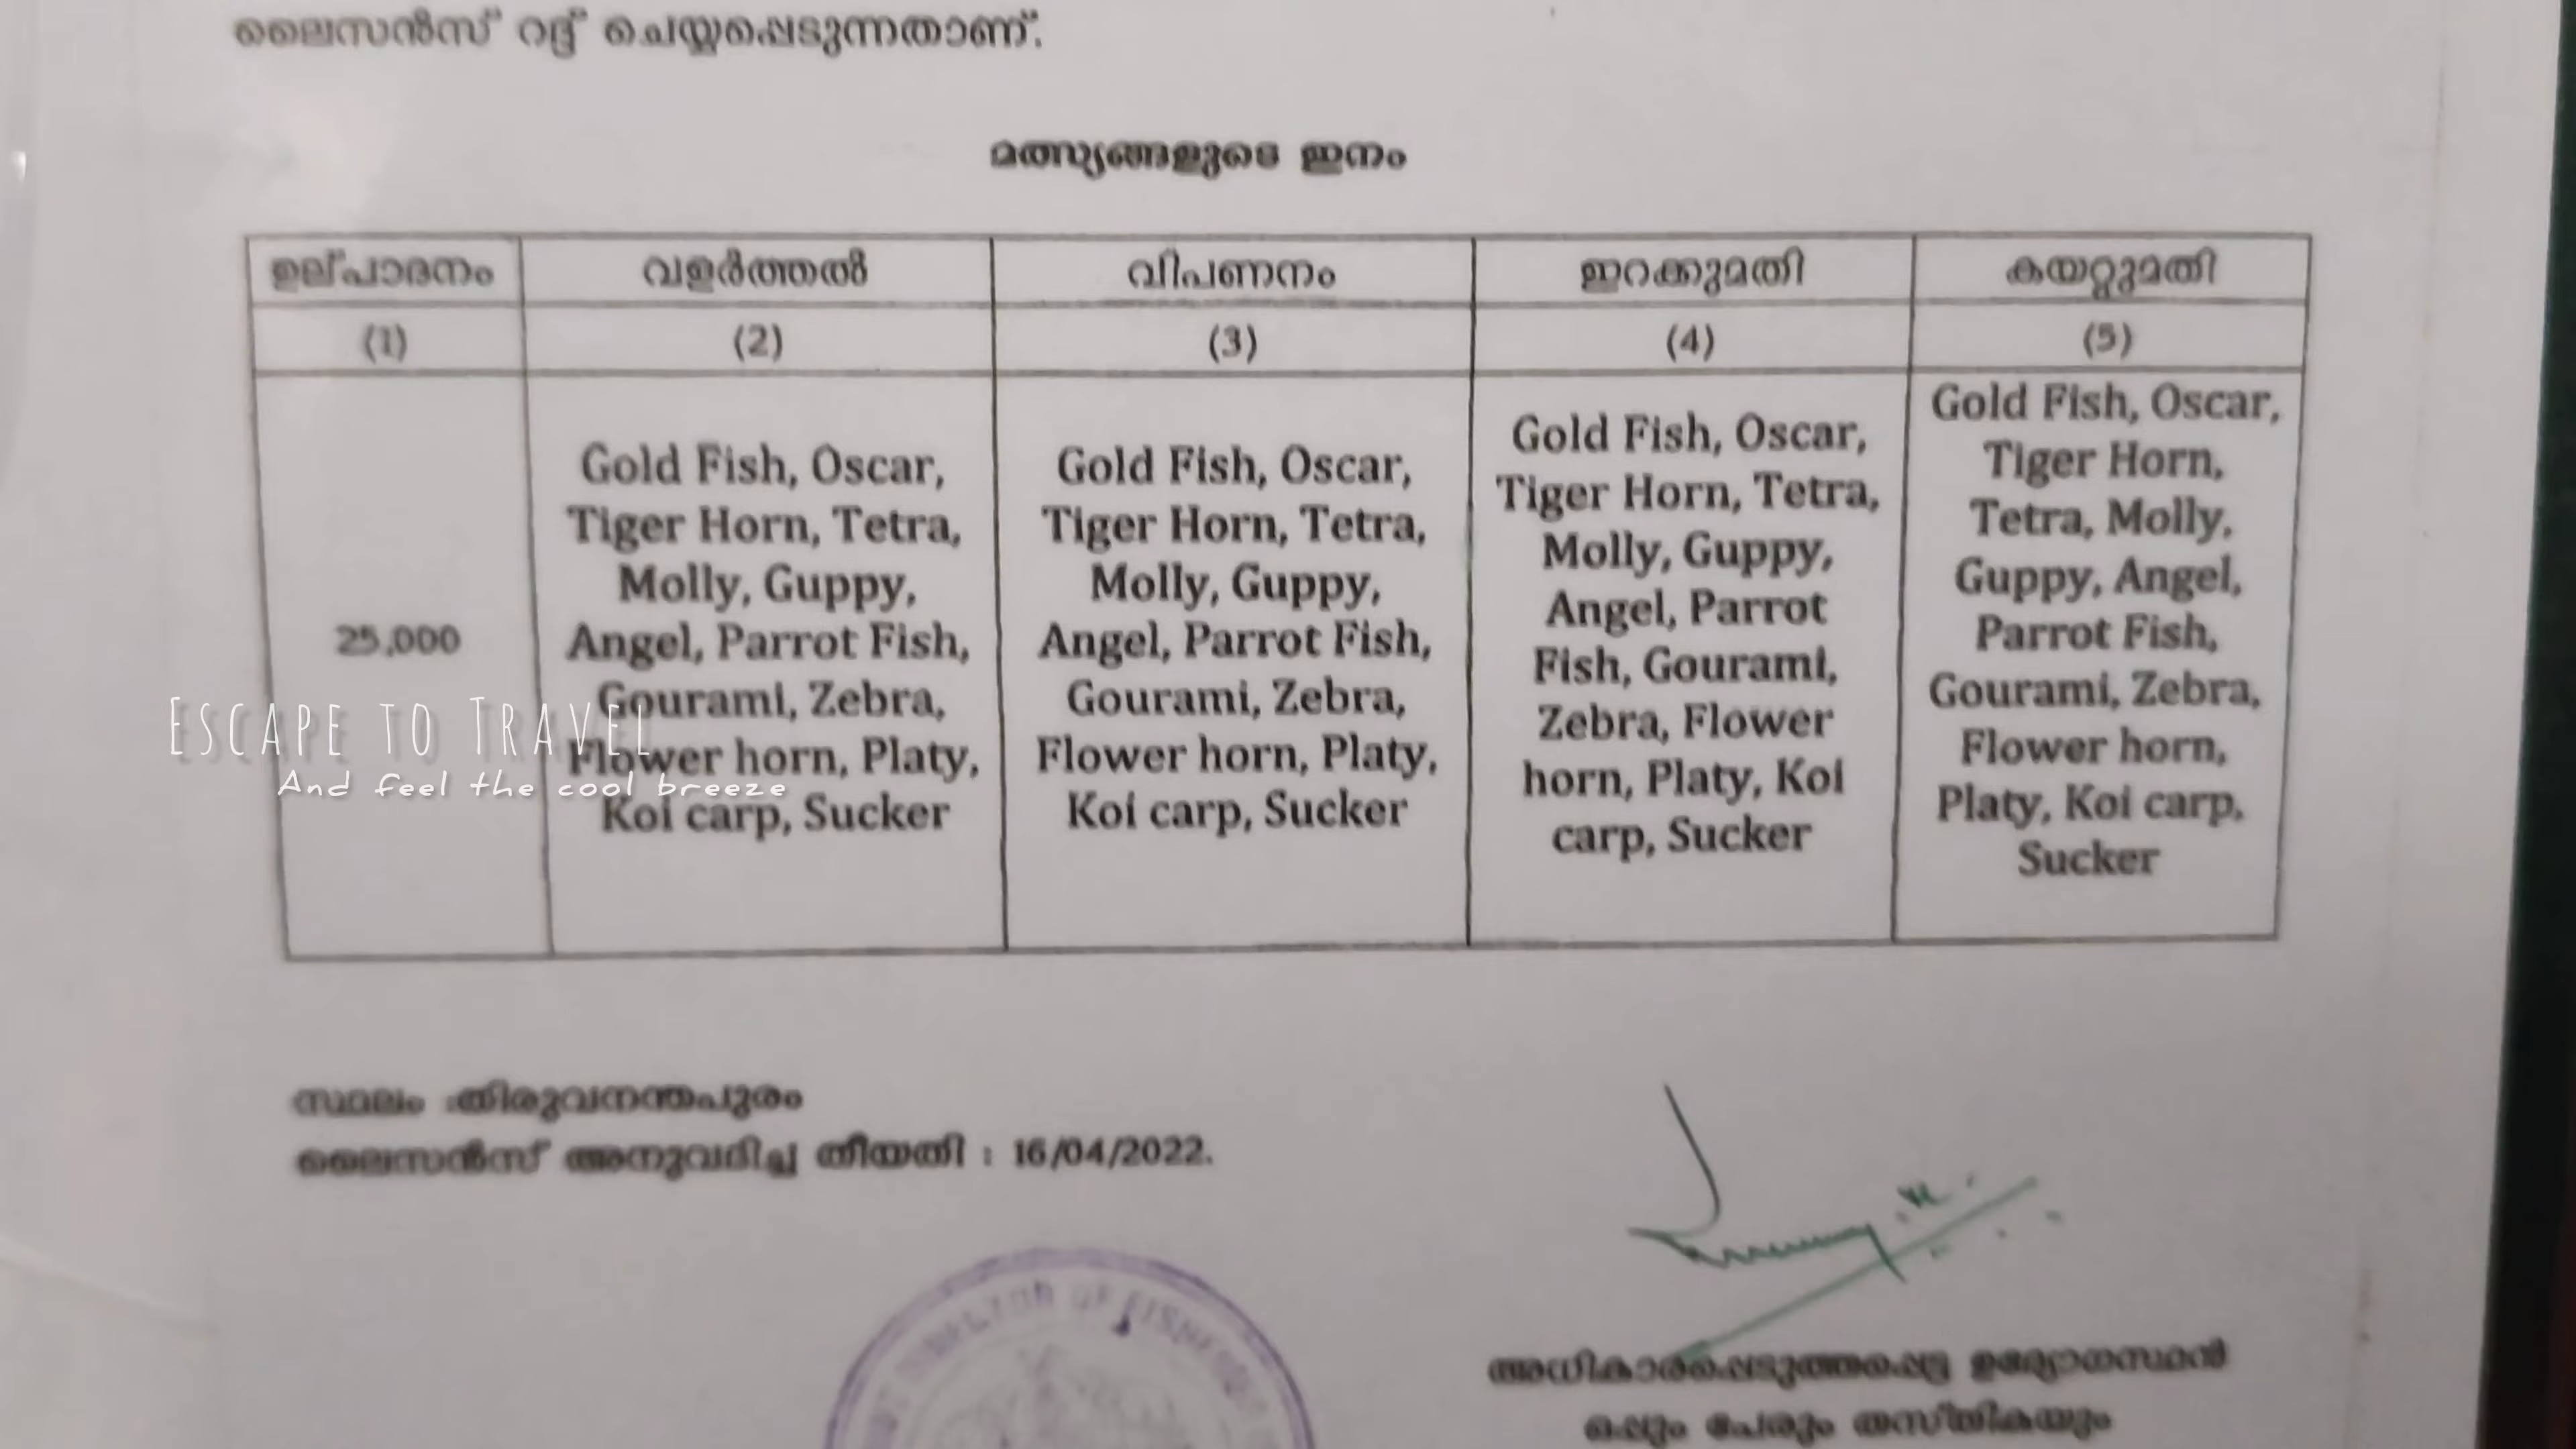 ലൈസൻസ് റദ്ദ് ചെയ്യപ്പെടുന്നതാണ്.
മത്സ്യങ്ങളുടെ ഇനം
ഉല്പാദനം
വളർത്തൽ
വിപണനം
ഇറക്കുമതി
കയറ്റുമതി
(1)
(2)
(3)
(4)
(5)
25,000
Gold Fish, Oscar,
Tiger Horn, Tetra,
Molly, Guppy,
Angel, Parrot Fish,
Gourami, Zebra,
Flower horn, Platy,
Koi carp, Sucker
Gold Fish, Oscar,
Tiger Horn, Tetra,
Molly, Guppy,
Angel, Parrot Fish,
Gourami, Zebra,
Flower horn, Platy,
Koi carp, Sucker
Gold Fish, Oscar,
Tiger Horn, Tetra,
Molly, Guppy,
Angel, Parrot
Fish, Gourami,
Zebra, Flower
horn, Platy, Koi
carp, Sucker
Gold Fish, Oscar,
Tiger Horn,
Tetra, Molly,
Guppy, Angel,
Parrot Fish,
Gourami, Zebra,
Flower horn,
Platy, Koi carp,
Sucker
ESCAPE TO TRAVEL
And feel the cool breeze
സ്ഥലം :തിരുവനന്തപുരം
ലൈസൻസ് അനുവദിച്ച തീയതി : 16/04/2022.
DIRECTOR OF FISHERIES
അധികാരപ്പെടുത്തപ്പെട്ട ഉദ്യോഗസ്ഥൻ
ഒപ്പും പേരും തസ്തികയും